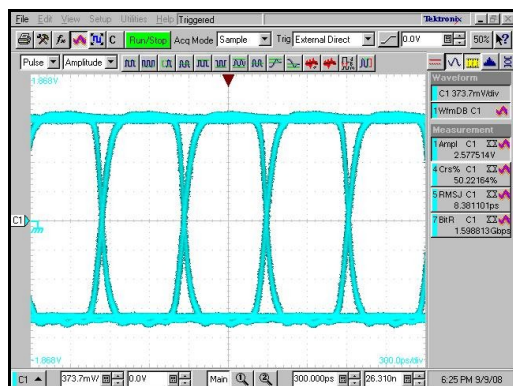 File Edit View Setup Utilities Help Triggered Tektronix
C Run/Stop Acq Mode Sample Trig External Direct 0.0V 50%
Pulse Amplitude
1.868V
Waveform
C1 373.7mV/div
1 WfmDB C1
Measurement
1 Ampl C1
2.577514V
4 Crs% C1
50.22164%
5 RMSJ C1
8.381101ps
7 BitR C1
1.598813Gbps
C1
-1.868V 300.0ps/div
C1 373.7mV/ 0.0V Main 300.000ps 26.310n 6:25 PM 9/9/08